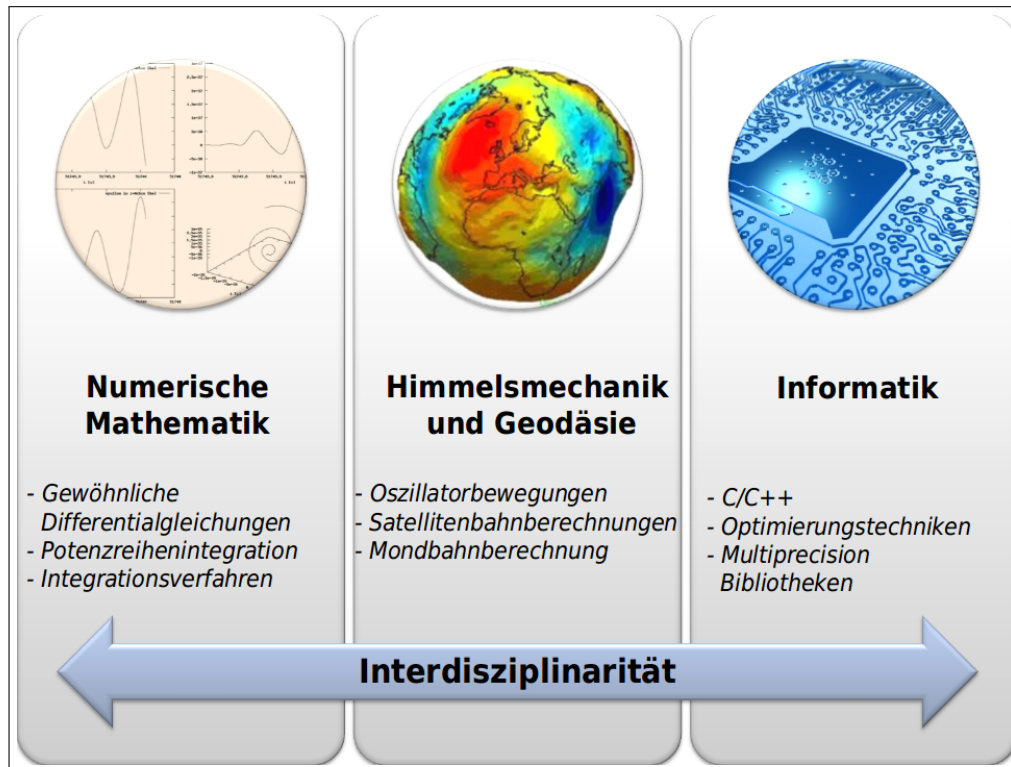 Numerische
Mathematik
- Gewöhnliche
Differentialgleichungen
- Potenzreihenintegration
- Integrationsverfahren
Himmelsmechanik
und Geodäsie
- Oszillatorbewegungen
- Satellitenbahnberechnungen
- Mondbahnberechnung
Informatik
- C/C++
- Optimierungstechniken
- Multiprecision
Bibliotheken
Interdisziplinarität